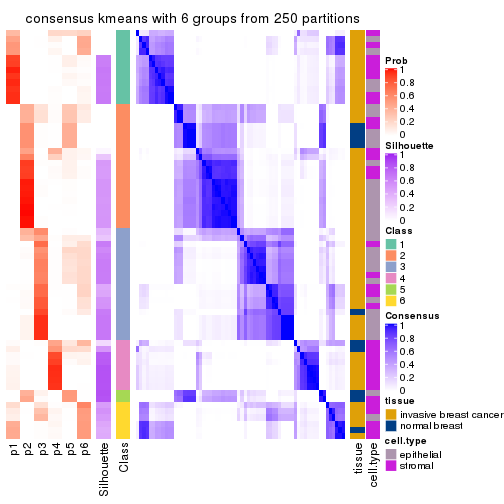 consensus kmeans with 6 groups from 250 partitions
Prob
1
0.8
0.6
0.4
0.2
0
Silhouette
1
0.8
0.6
0.4
0.2
0
Class
1
2
3
4
5
6
Consensus
1
0.8
0.6
0.4
0.2
0
tissue
invasive breast cancer
normal breast
cell.type
epithelial
stromal
p1
p2
p3
p4
p5
p6
Silhouette
Class
tissue
cell.type